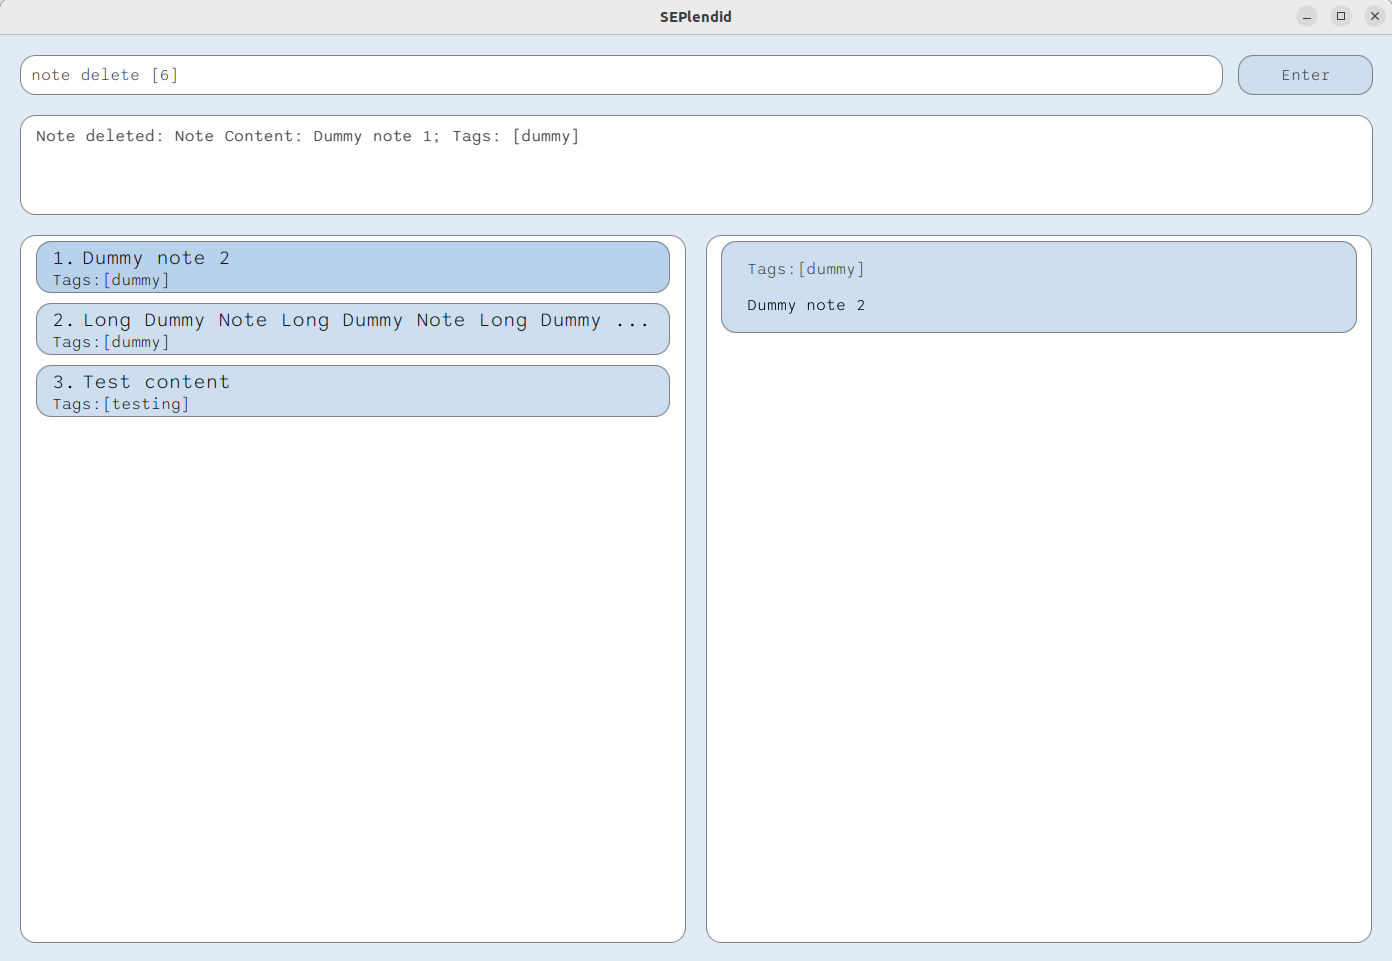 SEPlendid
note delete [6]
Enter
Note deleted: Note Content: Dummy note 1; Tags: [dummy]
1. Dummy note 2
Tags:[dummy]
2. Long Dummy Note Long Dummy Note Long Dummy ...
Tags:[dummy]
3. Test content
Tags:[testing]
Tags:[dummy]
Dummy note 2